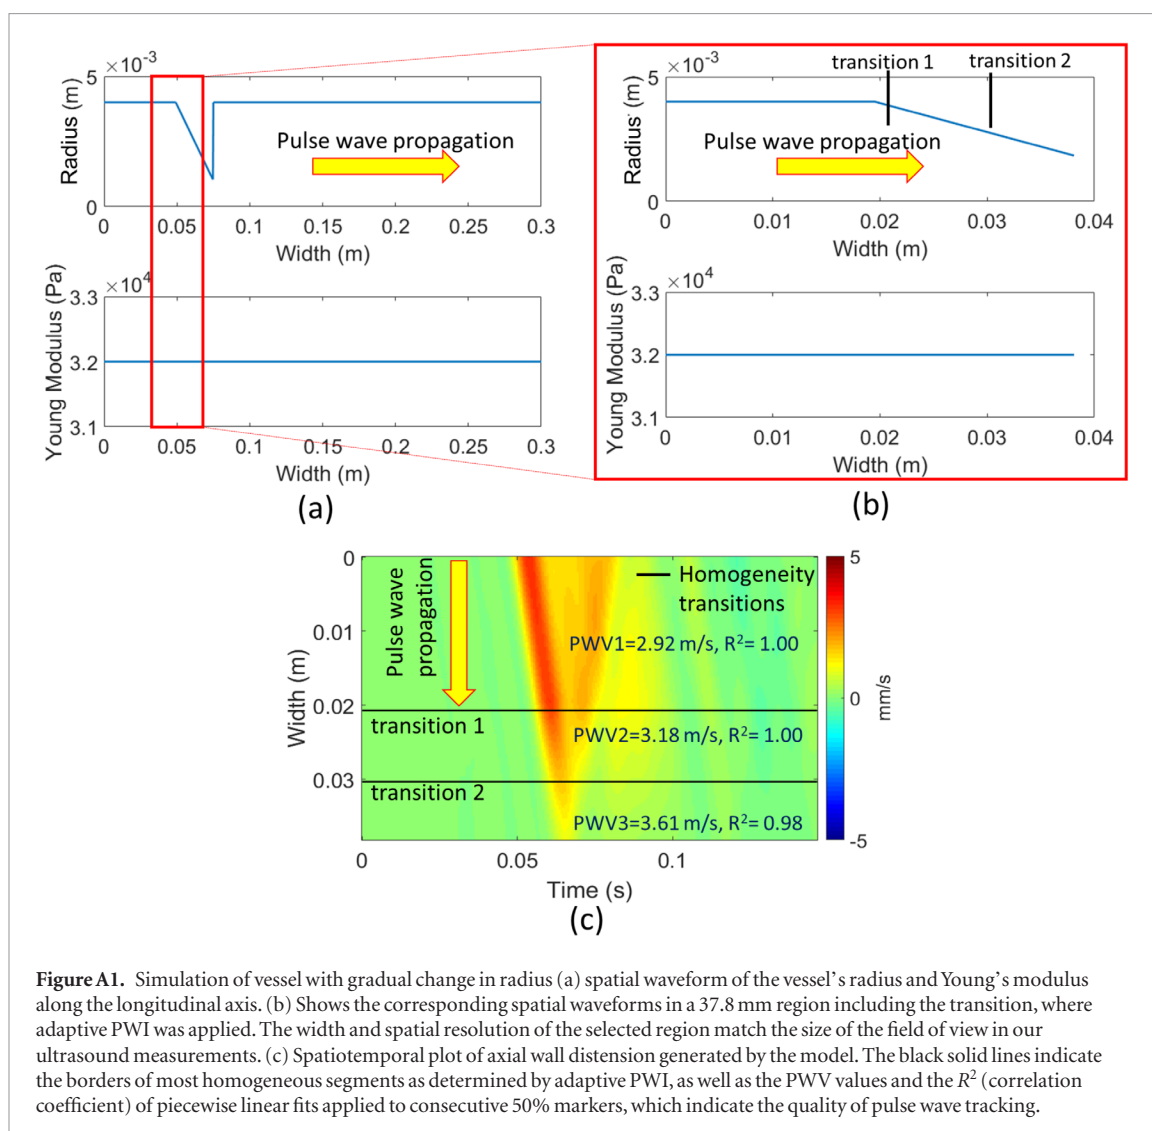 ×10⁻³
5
Radius (m)
0
Pulse wave propagation
0 0.05 0.1 0.15 0.2 0.25 0.3
Width (m)
×10⁴
3.3
3.2
3.1
Young Modulus (Pa)
0 0.05 0.1 0.15 0.2 0.25 0.3
Width (m)
(a)
×10⁻³
5
Radius (m)
0
transition 1
transition 2
Pulse wave propagation
0 0.01 0.02 0.03 0.04
Width (m)
×10⁴
3.3
3.2
3.1
Young Modulus (Pa)
0 0.01 0.02 0.03 0.04
Width (m)
(b)
0
0.01
0.02
0.03
Width (m)
Pulse wave
propagation
Homogeneity
transitions
PWV1=2.92 m/s, R²= 1.00
transition 1
PWV2=3.18 m/s, R²= 1.00
transition 2
PWV3=3.61 m/s, R²= 0.98
0 0.05 0.1
Time (s)
5
0
-5
mm/s
(c)
Figure A1. Simulation of vessel with gradual change in radius (a) spatial waveform of the vessel's radius and Young's modulus
along the longitudinal axis. (b) Shows the corresponding spatial waveforms in a 37.8 mm region including the transition, where
adaptive PWI was applied. The width and spatial resolution of the selected region match the size of the field of view in our
ultrasound measurements. (c) Spatiotemporal plot of axial wall distension generated by the model. The black solid lines indicate
the borders of most homogeneous segments as determined by adaptive PWI, as well as the PWV values and the R² (correlation
coefficient) of piecewise linear fits applied to consecutive 50% markers, which indicate the quality of pulse wave tracking.